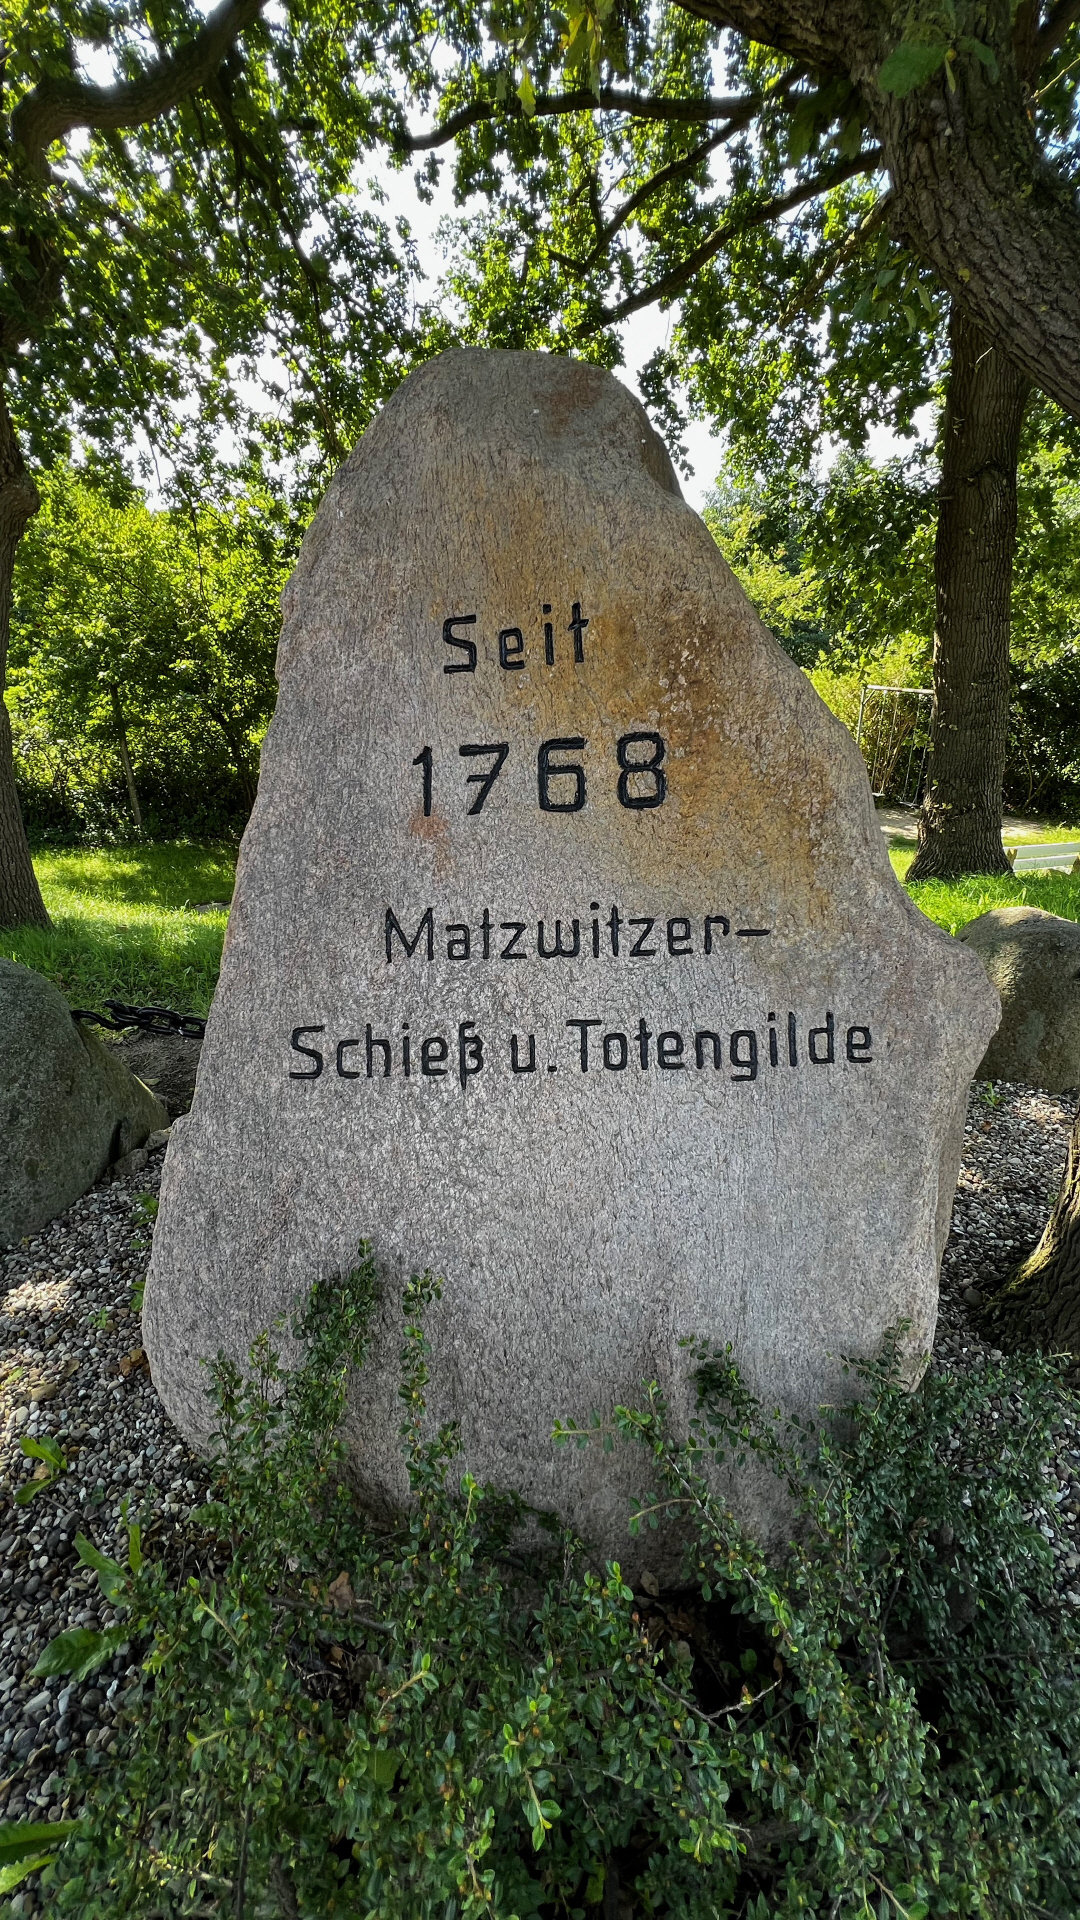 Seit
1768
Matzwitzer-
Schieß u. Totengilde